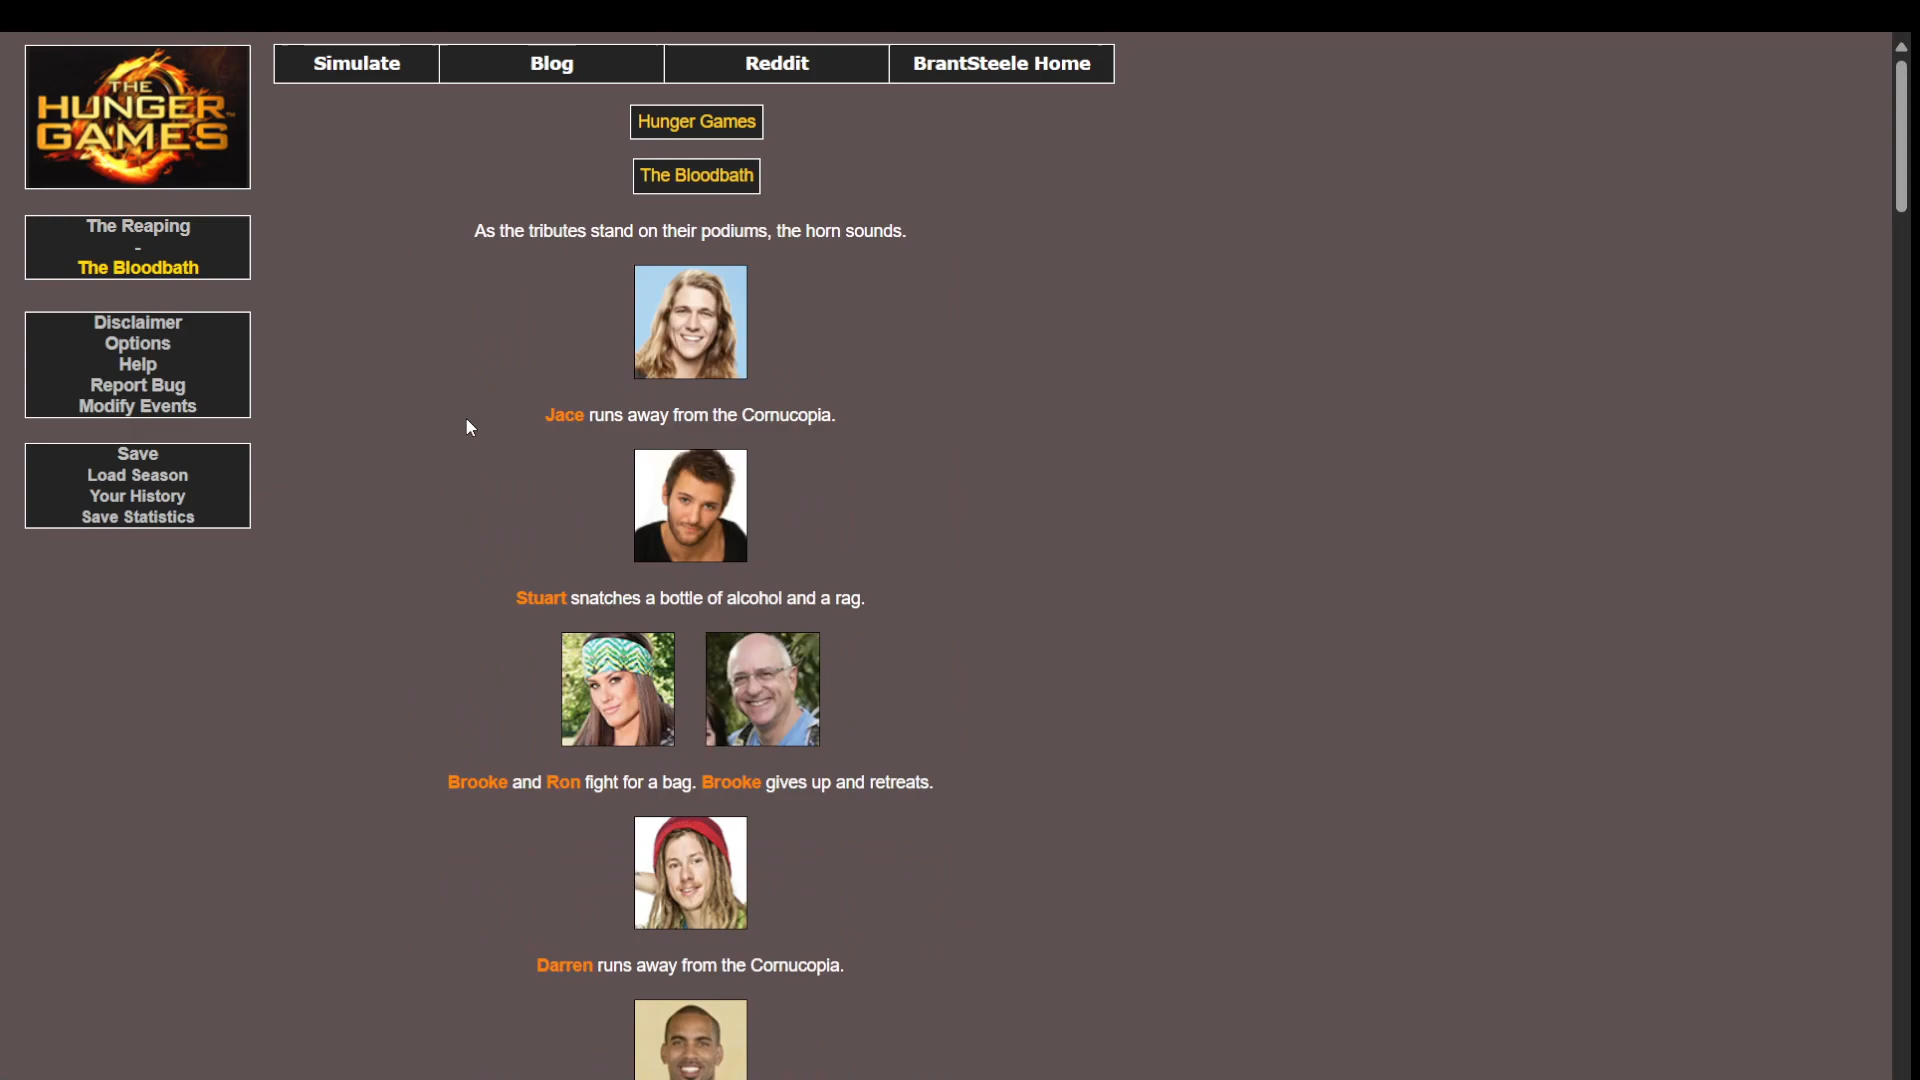 THE
HUNGER
GAMES
Simulate
Blog
Reddit
BrantSteele Home
The Reaping
-
The Bloodbath
Disclaimer
Options
Help
Report Bug
Modify Events
Save
Load Season
Your History
Save Statistics
Hunger Games
The Bloodbath
As the tributes stand on their podiums, the horn sounds.
Jace runs away from the Cornucopia.
Stuart snatches a bottle of alcohol and a rag.
Brooke and Ron fight for a bag. Brooke gives up and retreats.
Darren runs away from the Cornucopia.